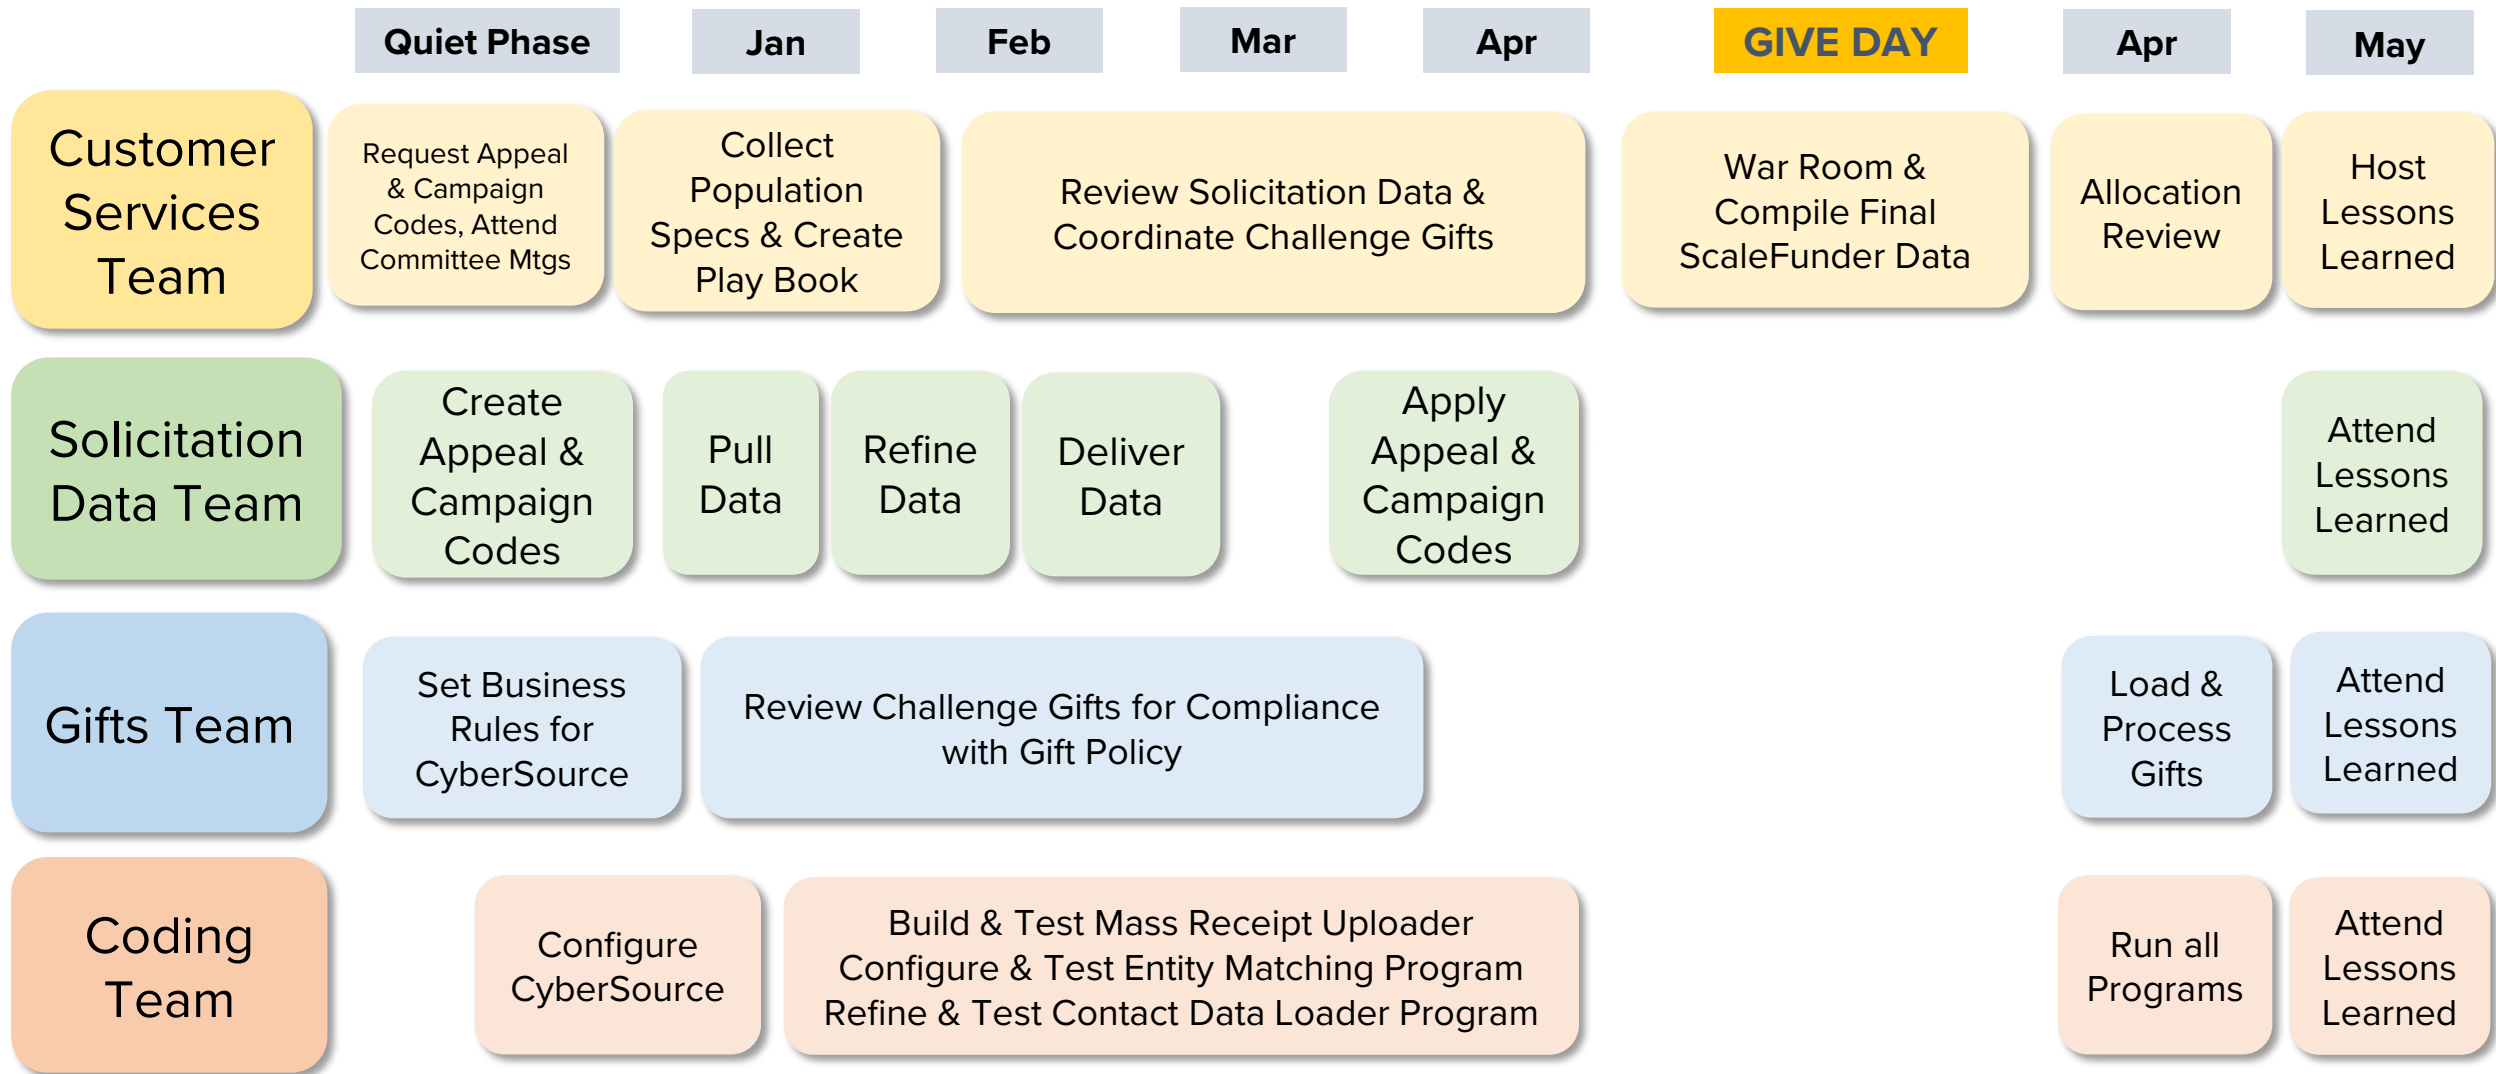 Quiet Phase
Jan
Feb
Mar
Apr
GIVE DAY
Apr
May
Customer
Services
Team
Request Appeal
& Campaign
Codes, Attend
Committee Mtgs
Collect
Population
Specs & Create
Play Book
Review Solicitation Data &
Coordinate Challenge Gifts
War Room &
Compile Final
ScaleFunder Data
Allocation
Review
Host
Lessons
Learned
Solicitation
Data Team
Create
Appeal &
Campaign
Codes
Pull
Data
Refine
Data
Deliver
Data
Apply
Appeal &
Campaign
Codes
Attend
Lessons
Learned
Gifts Team
Set Business
Rules for
CyberSource
Review Challenge Gifts for Compliance
with Gift Policy
Load &
Process
Gifts
Attend
Lessons
Learned
Coding
Team
Configure
CyberSource
Build & Test Mass Receipt Uploader
Configure & Test Entity Matching Program
Refine & Test Contact Data Loader Program
Run all
Programs
Attend
Lessons
Learned